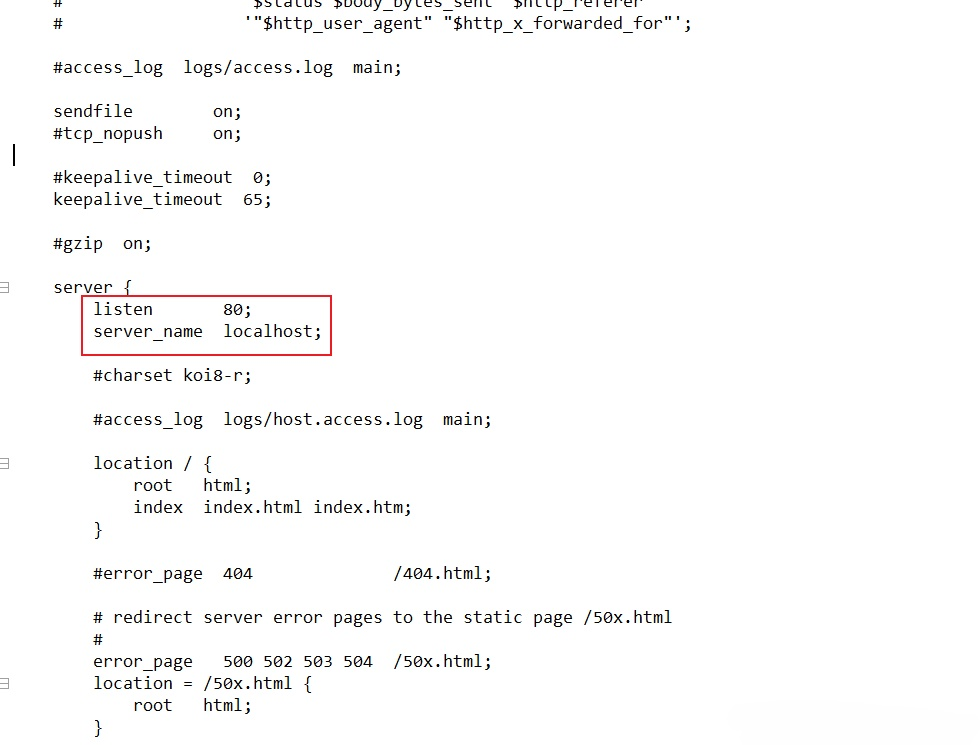 #                  '$status $body_bytes_sent "$http_referer" '
#                  '"$http_user_agent" "$http_x_forwarded_for"';
#access_log  logs/access.log  main;
sendfile        on;
#tcp_nopush     on;
#keepalive_timeout  0;
keepalive_timeout  65;
#gzip  on;
server {
listen       80;
server_name  localhost;
#charset koi8-r;
#access_log  logs/host.access.log  main;
location / {
root   html;
index  index.html index.htm;
}
#error_page  404              /404.html;
# redirect server error pages to the static page /50x.html
#
error_page   500 502 503 504  /50x.html;
location = /50x.html {
root   html;
}